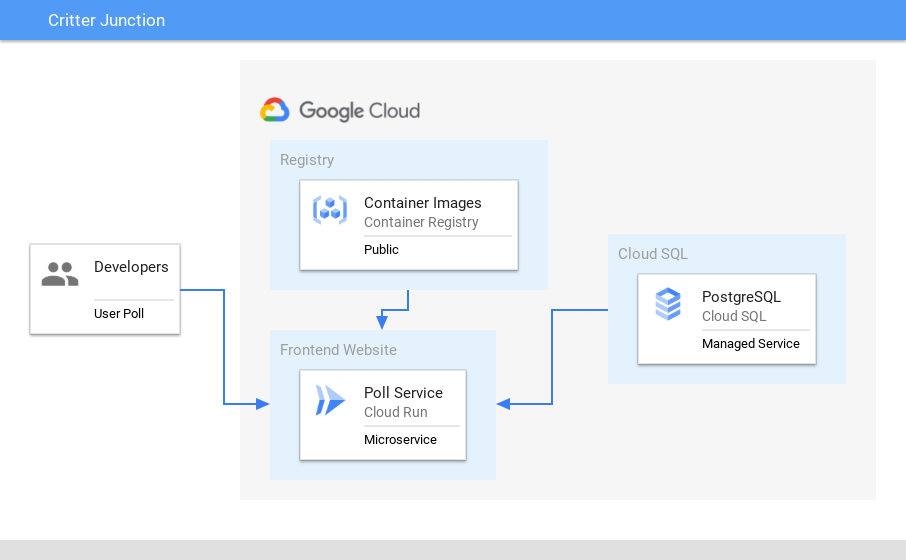 Critter Junction
Google Cloud
Registry
Container Images
Container Registry
Public
Developers
User Poll
Cloud SQL
PostgreSQL
Cloud SQL
Managed Service
Frontend Website
Poll Service
Cloud Run
Microservice